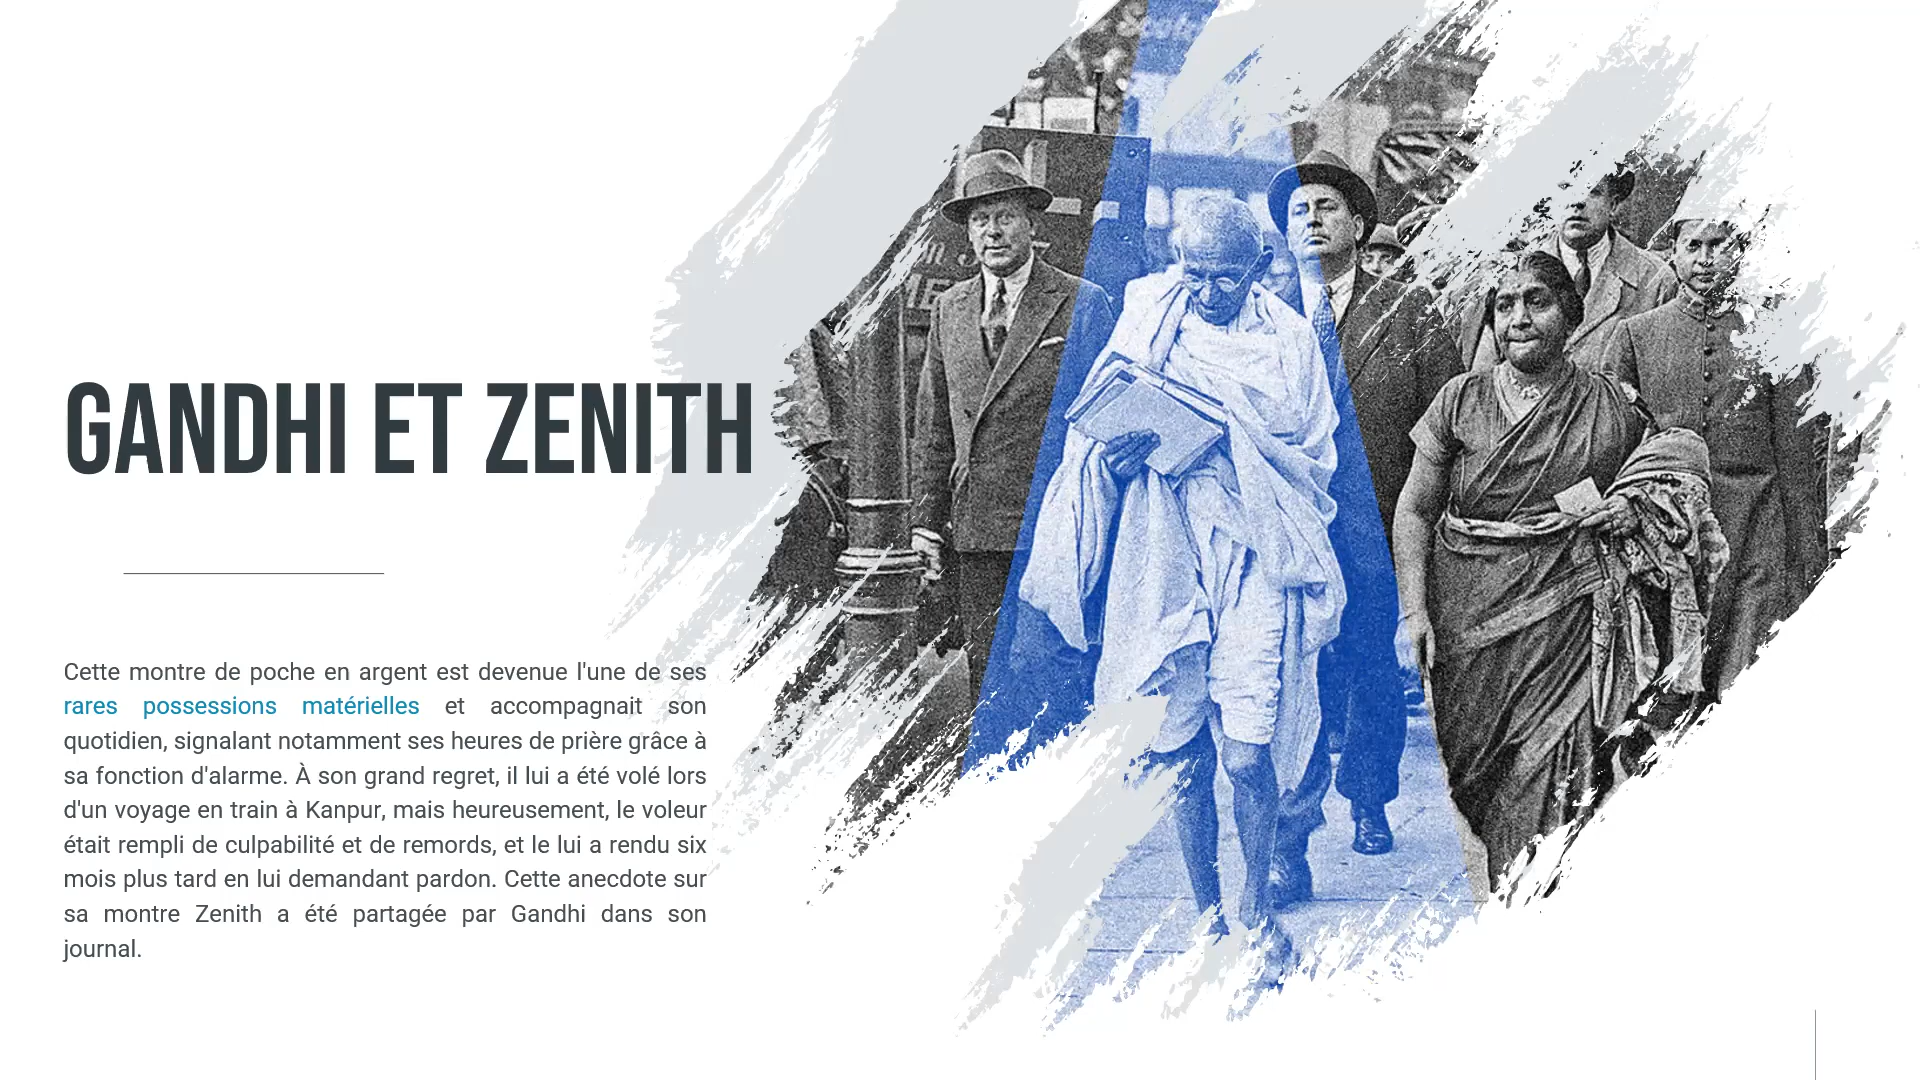 GANDHI ET ZENITH
Cette montre de poche en argent est devenue l'une de ses
rares possessions matérielles et accompagnait son
quotidien, signalant notamment ses heures de prière grâce à
sa fonction d'alarme. À son grand regret, il lui a été volé lors
d'un voyage en train à Kanpur, mais heureusement, le voleur
était rempli de culpabilité et de remords, et le lui a rendu six
mois plus tard en lui demandant pardon. Cette anecdote sur
sa montre Zenith a été partagée par Gandhi dans son
journal.